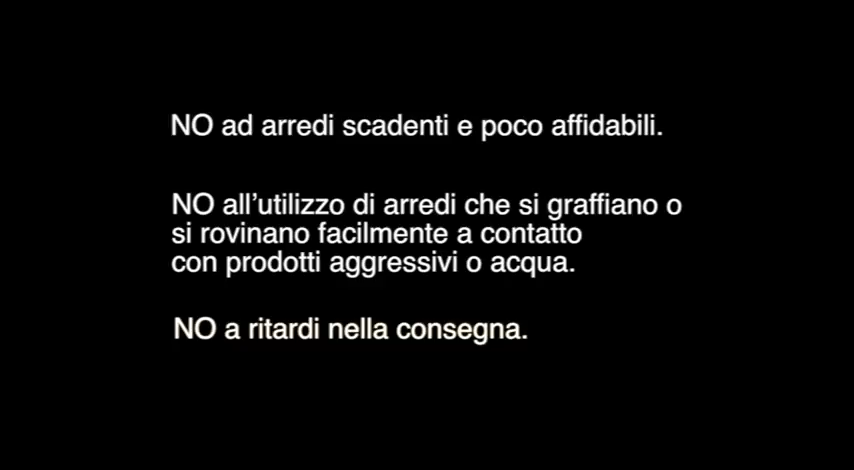 NO ad arredi scadenti e poco affidabili.
NO all’utilizzo di arredi che si graffiano o
si rovinano facilmente a contatto
con prodotti aggressivi o acqua.
NO a ritardi nella consegna.